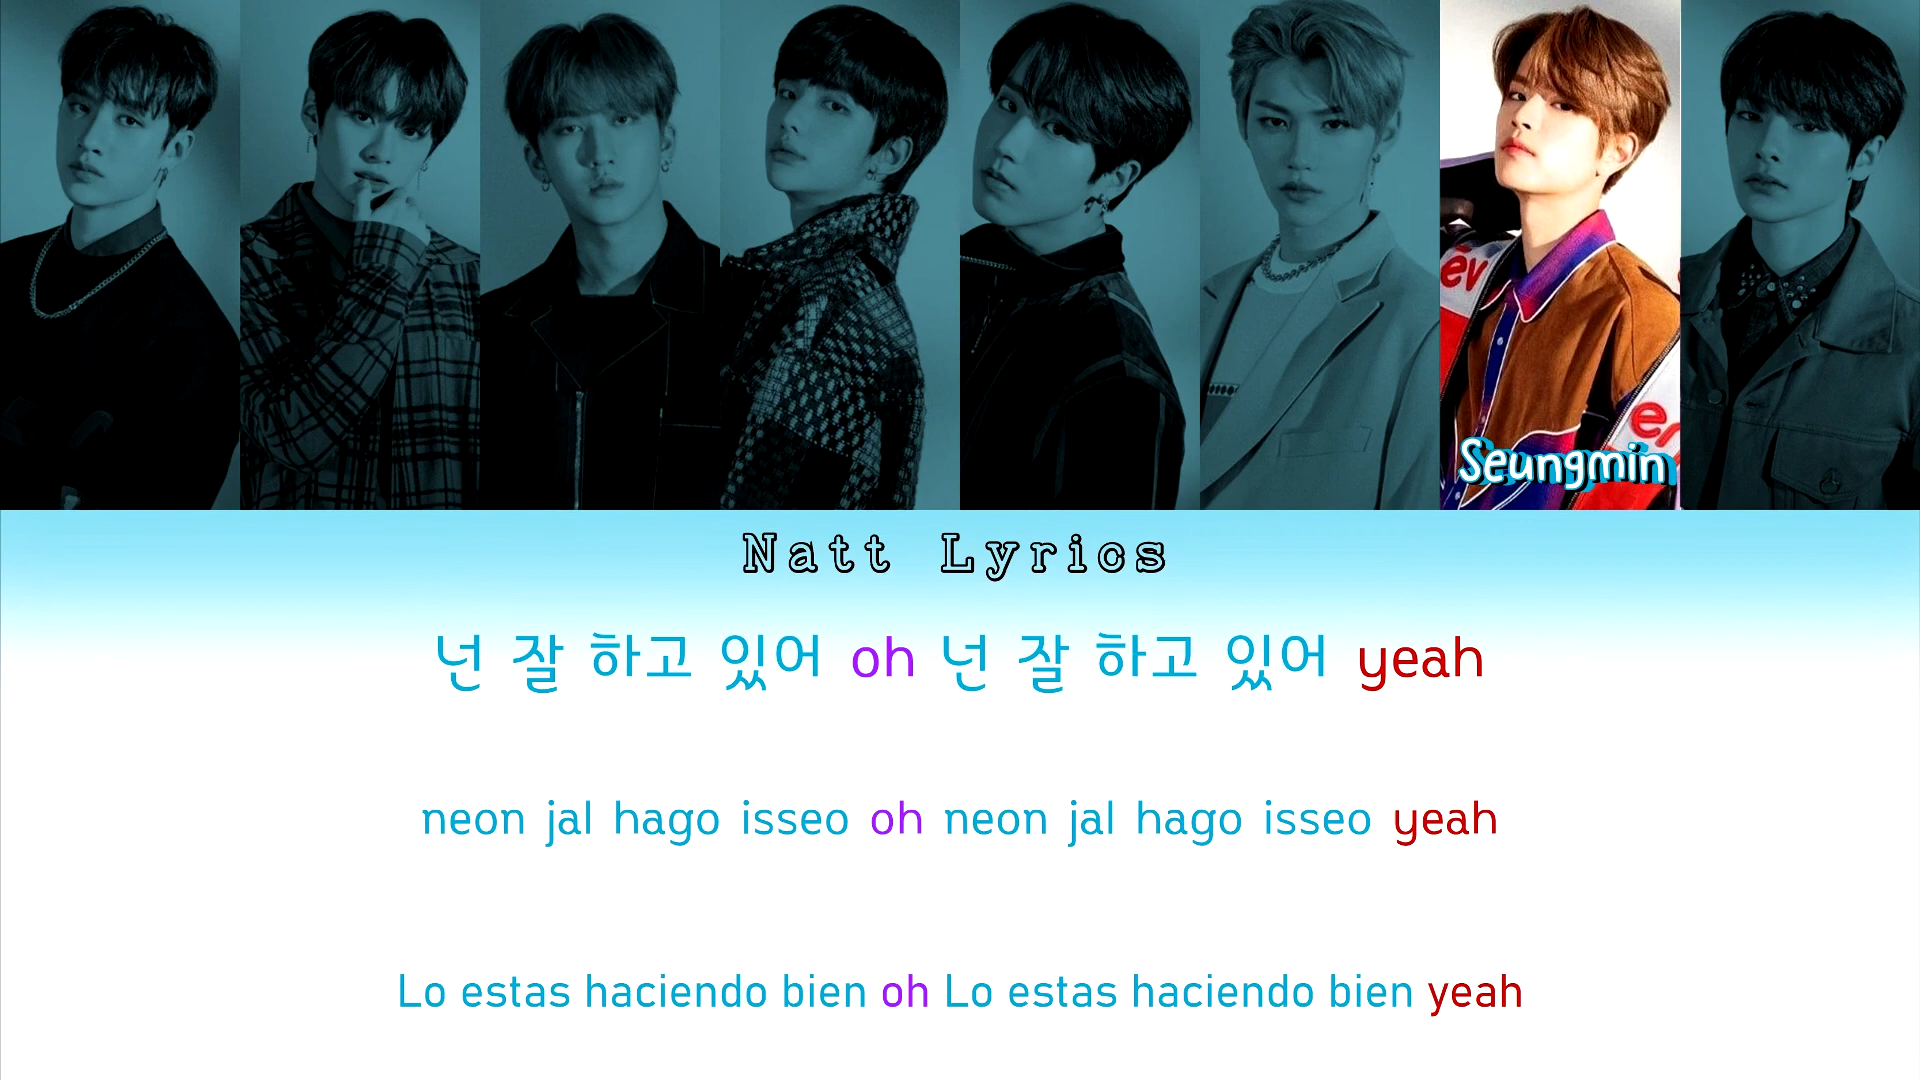 Seungmin
Natt Lyrics
넌 잘 하고 있어 oh 넌 잘 하고 있어 yeah
neon jal hago isseo oh neon jal hago isseo yeah
Lo estas haciendo bien oh Lo estas haciendo bien yeah